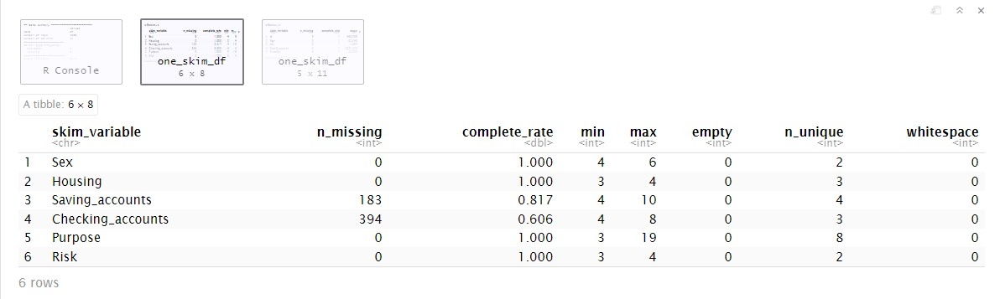 R Console
one_skim_df
6 x 8
one_skim_df
5 x 11
A tibble: 6 × 8
skim_variable n_missing complete_rate min max empty n_unique whitespace
<chr> <int> <dbl> <int> <int> <int> <int> <int>
1 Sex 0 1.000 4 6 0 2 0
2 Housing 0 1.000 3 4 0 3 0
3 Saving_accounts 183 0.817 4 10 0 4 0
4 Checking_accounts 394 0.606 4 8 0 3 0
5 Purpose 0 1.000 3 19 0 8 0
6 Risk 0 1.000 3 4 0 2 0
6 rows